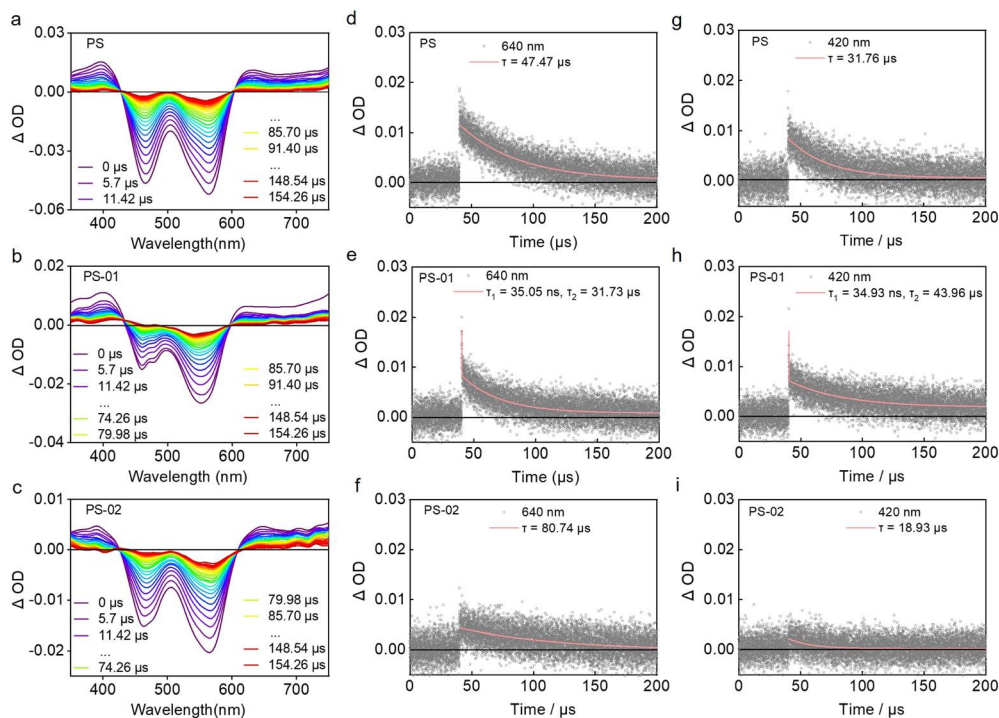 a
PS
0.03
0.00
-0.03
-0.06
Δ OD
...
85.70 μs
91.40 μs
0 μs
...
5.7 μs
148.54 μs
11.42 μs
154.26 μs
400 500 600 700
Wavelength(nm)
d
PS
640 nm
τ = 47.47 μs
0.03
0.02
0.01
0.00
Δ OD
0 50 100 150 200
Time (μs)
g
PS
420 nm
τ = 31.76 μs
0.03
0.02
0.01
0.00
Δ OD
0 50 100 150 200
Time / μs
b
PS-01
0.02
0.00
-0.02
-0.04
Δ OD
0 μs
85.70 μs
5.7 μs
91.40 μs
11.42 μs
...
...
74.26 μs
148.54 μs
79.98 μs
154.26 μs
400 500 600 700
Wavelength (nm)
e
PS-01
640 nm
τ1 = 35.05 ns, τ2 = 31.73 μs
0.03
0.02
0.01
0.00
Δ OD
0 50 100 150 200
Time (μs)
h
PS-01
420 nm
τ1 = 34.93 ns, τ2 = 43.96 μs
0.03
0.02
0.01
0.00
Δ OD
0 50 100 150 200
Time / μs
c
PS-02
0.01
0.00
-0.01
-0.02
Δ OD
0 μs
79.98 μs
5.7 μs
85.70 μs
11.42 μs
...
...
148.54 μs
74.26 μs
154.26 μs
400 500 600 700
Wavelength(nm)
f
PS-02
640 nm
τ = 80.74 μs
0.03
0.02
0.01
0.00
Δ OD
0 50 100 150 200
Time / μs
i
PS-02
420 nm
τ = 18.93 μs
0.03
0.02
0.01
0.00
Δ OD
0 50 100 150 200
Time / μs